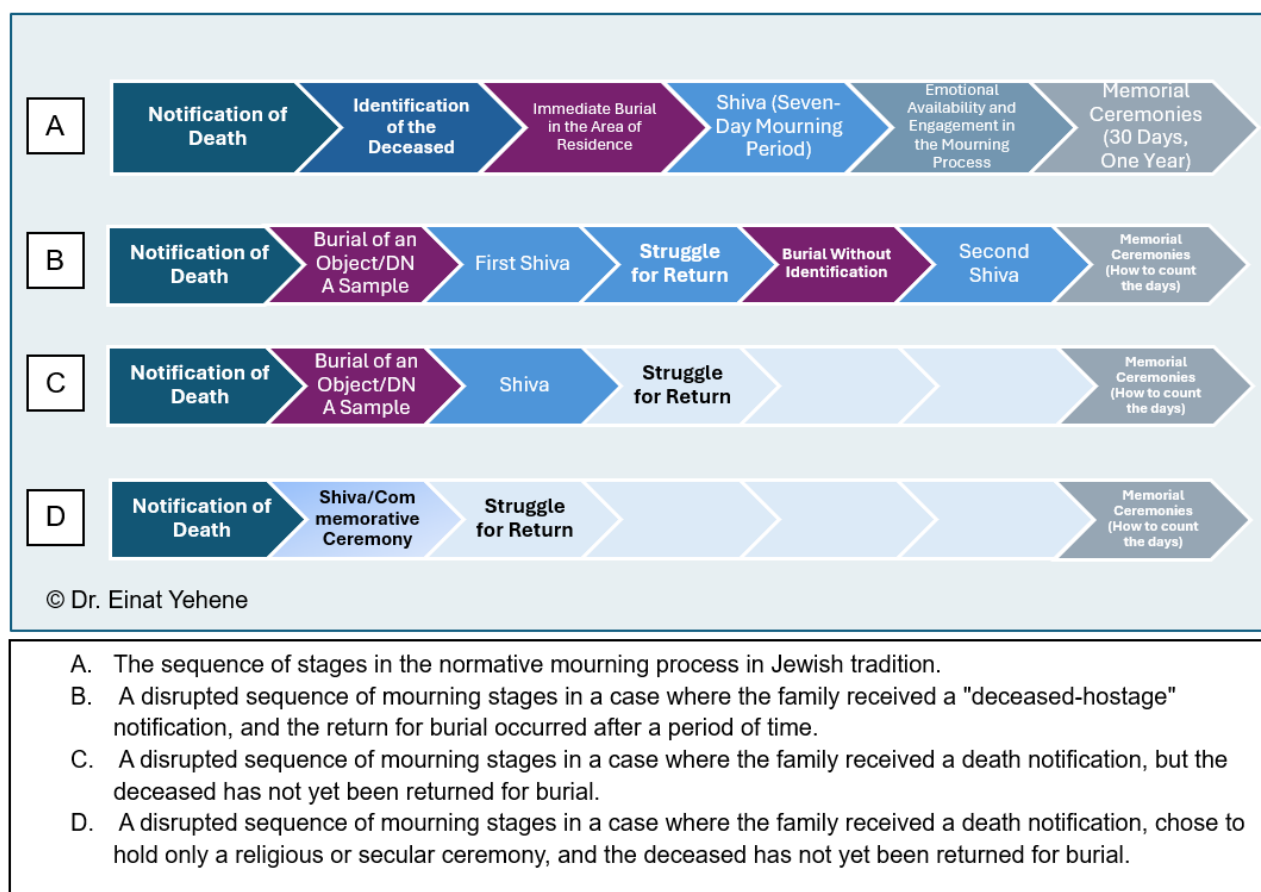 A
Notification of
Death
Identification
of the
Deceased
Immediate Burial
in the Area of
Residence
Shiva (Seven-
Day Mourning
Period)
Emotional
Availability and
Engagement in
the Mourning
Process
Memorial
Ceremonies
(30 Days,
One Year)
B
Notification of
Death
Burial of an
Object/DN
A Sample
First Shiva
Struggle
for Return
Burial Without
Identification
Second
Shiva
Memorial
Ceremonies
(How to count
the days)
C
Notification of
Death
Burial of an
Object/DN
A Sample
Shiva
Struggle
for Return
Memorial
Ceremonies
(How to count
the days)
D
Notification of
Death
Shiva/Com
memorative
Ceremony
Struggle
for Return
Memorial
Ceremonies
(How to count
the days)
© Dr. Einat Yehene
A. The sequence of stages in the normative mourning process in Jewish tradition.
B. A disrupted sequence of mourning stages in a case where the family received a "deceased-hostage"
notification, and the return for burial occurred after a period of time.
C. A disrupted sequence of mourning stages in a case where the family received a death notification, but the
deceased has not yet been returned for burial.
D. A disrupted sequence of mourning stages in a case where the family received a death notification, chose to
hold only a religious or secular ceremony, and the deceased has not yet been returned for burial.